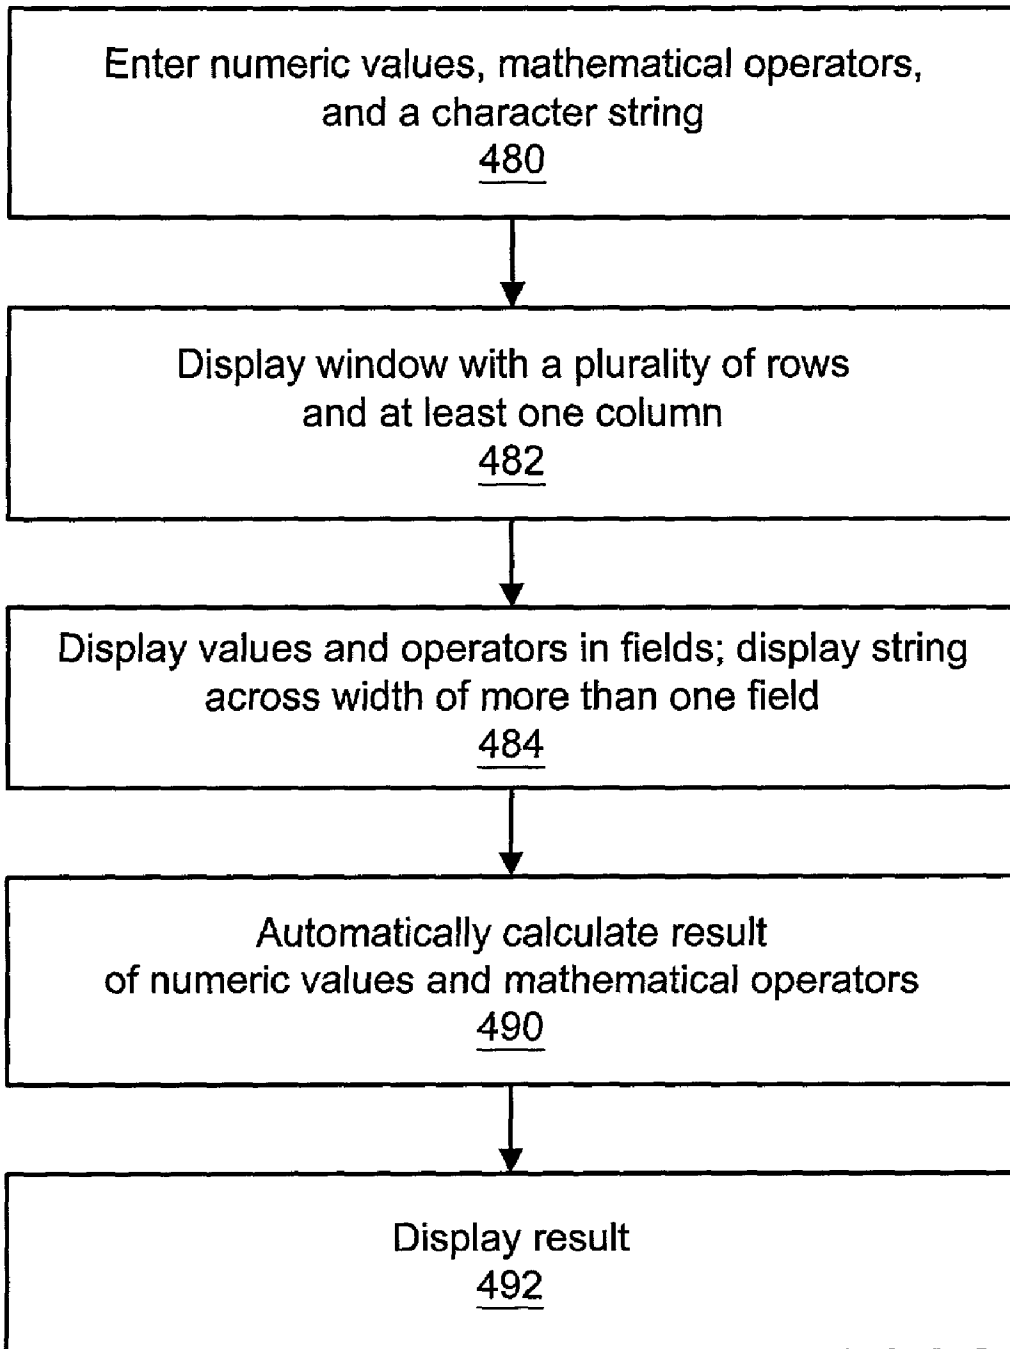 Enter numeric values, mathematical operators,
and a character string
480
Display window with a plurality of rows
and at least one column
482
Display values and operators in fields; display string
across width of more than one field
484
Automatically calculate result
of numeric values and mathematical operators
490
Display result
492